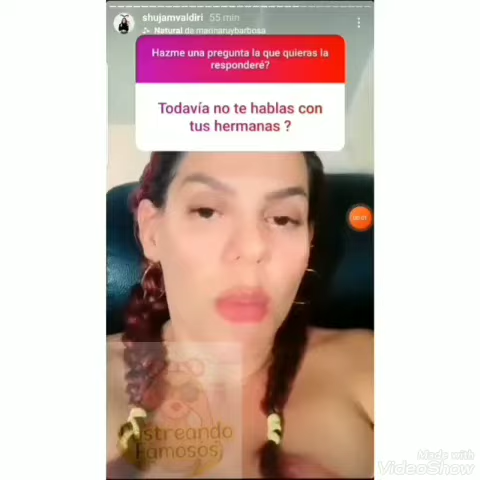 shujamvaldiri 55 min
Natural de marinaruybarbosa
Hazme una pregunta la que quieras la
responderé?
Todavía no te hablas con
tus hermanas ?
Famosos
Made with
VideoShow